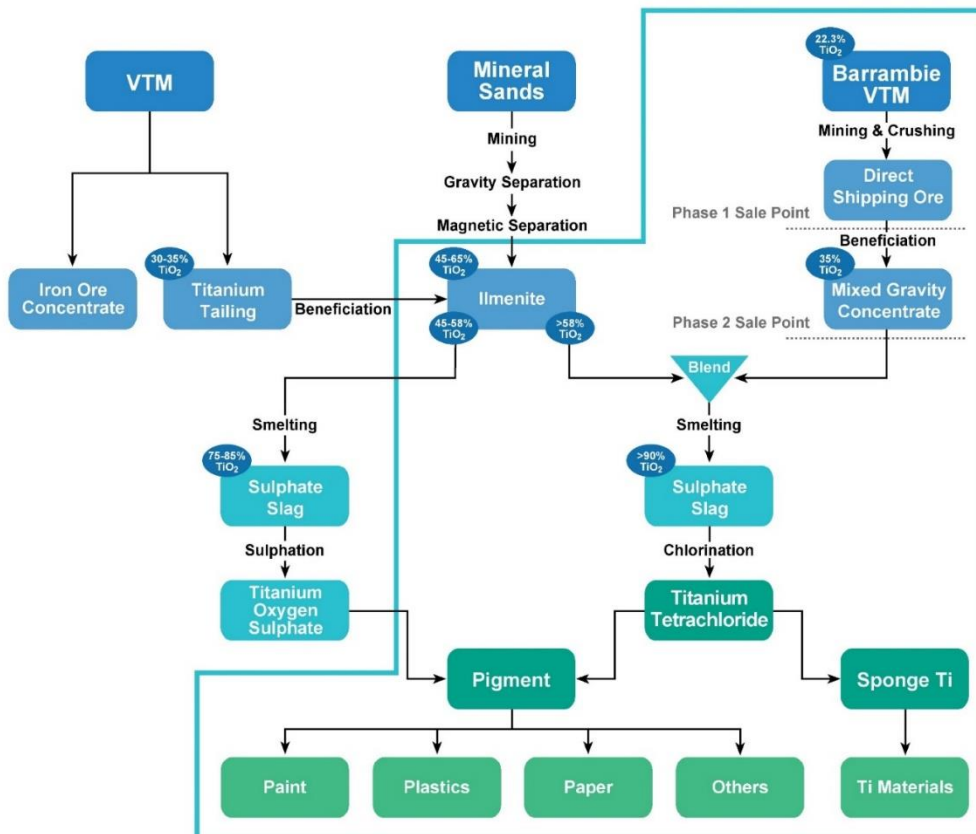 22.3%
TiO₂
VTM
Mineral
Sands
Barrambie
VTM
Mining
Mining & Crushing
Gravity Separation
Direct
Shipping Ore
Phase 1 Sale Point
Magnetic Separation
Beneficiation
30-35%
TiO₂
45-65%
TiO₂
35%
TiO₂
Iron Ore
Concentrate
Titanium
Tailing
Beneficiation
Ilmenite
Mixed Gravity
Concentrate
45-58%
TiO₂
>58%
TiO₂
Phase 2 Sale Point
Blend
Smelting
Smelting
75-85%
TiO₂
>90%
TiO₂
Sulphate
Slag
Sulphate
Slag
Sulphation
Chlorination
Titanium
Oxygen
Sulphate
Titanium
Tetrachloride
Pigment
Sponge Ti
Paint
Plastics
Paper
Others
Ti Materials